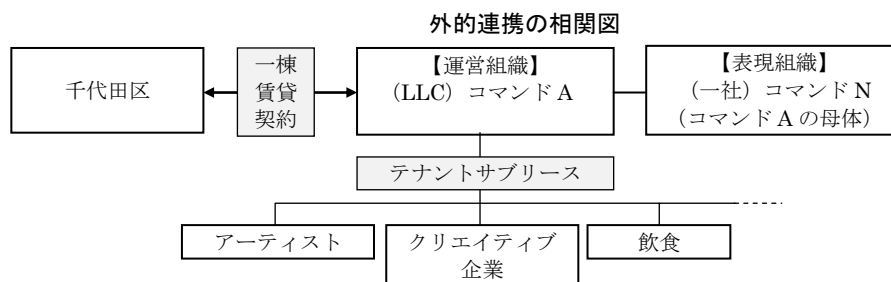 外的連携の相関図
千代田区
一棟
賃貸
契約
【運営組織】
（LLC）コマンド A
【表現組織】
（一社）コマンド N
（コマンド A の母体）
テナントサブリース
アーティスト
クリエイティブ
企業
飲食